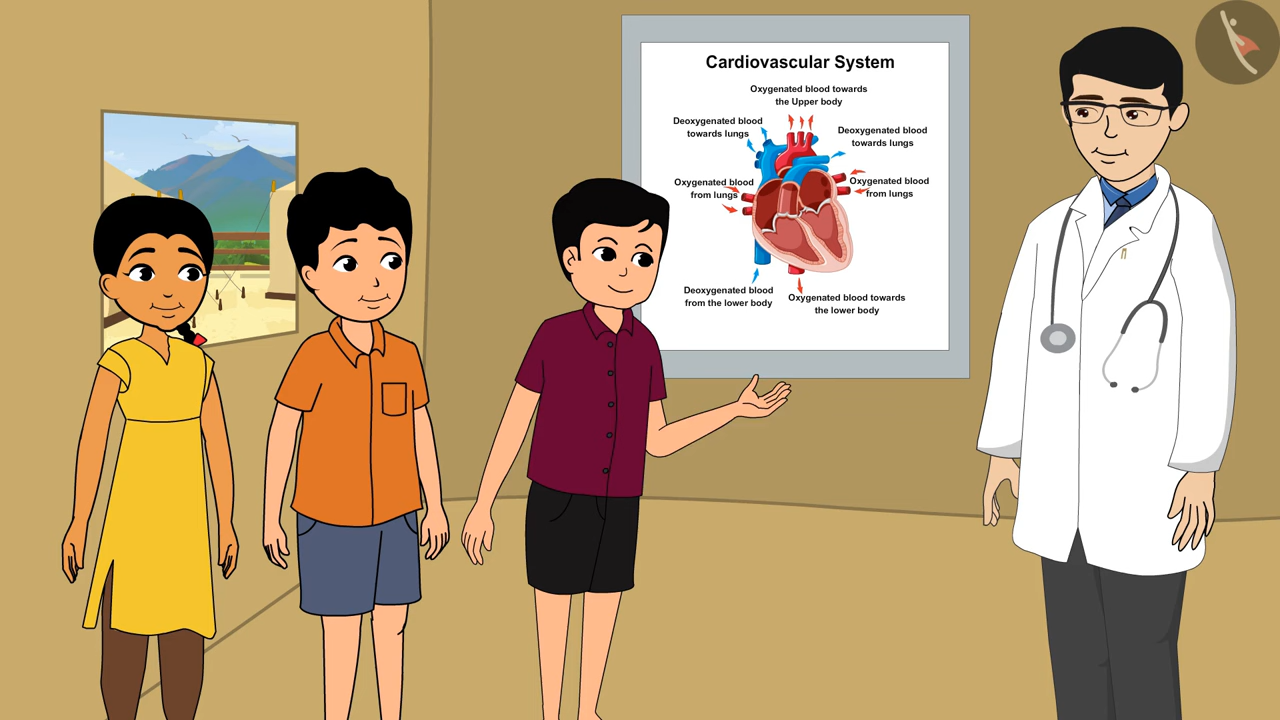 Cardiovascular System
Oxygenated blood towards
the Upper body
Deoxygenated blood
towards lungs
Deoxygenated blood
towards lungs
Oxygenated blood
from lungs
Oxygenated blood
from lungs
Deoxygenated blood
from the lower body
Oxygenated blood towards
the lower body